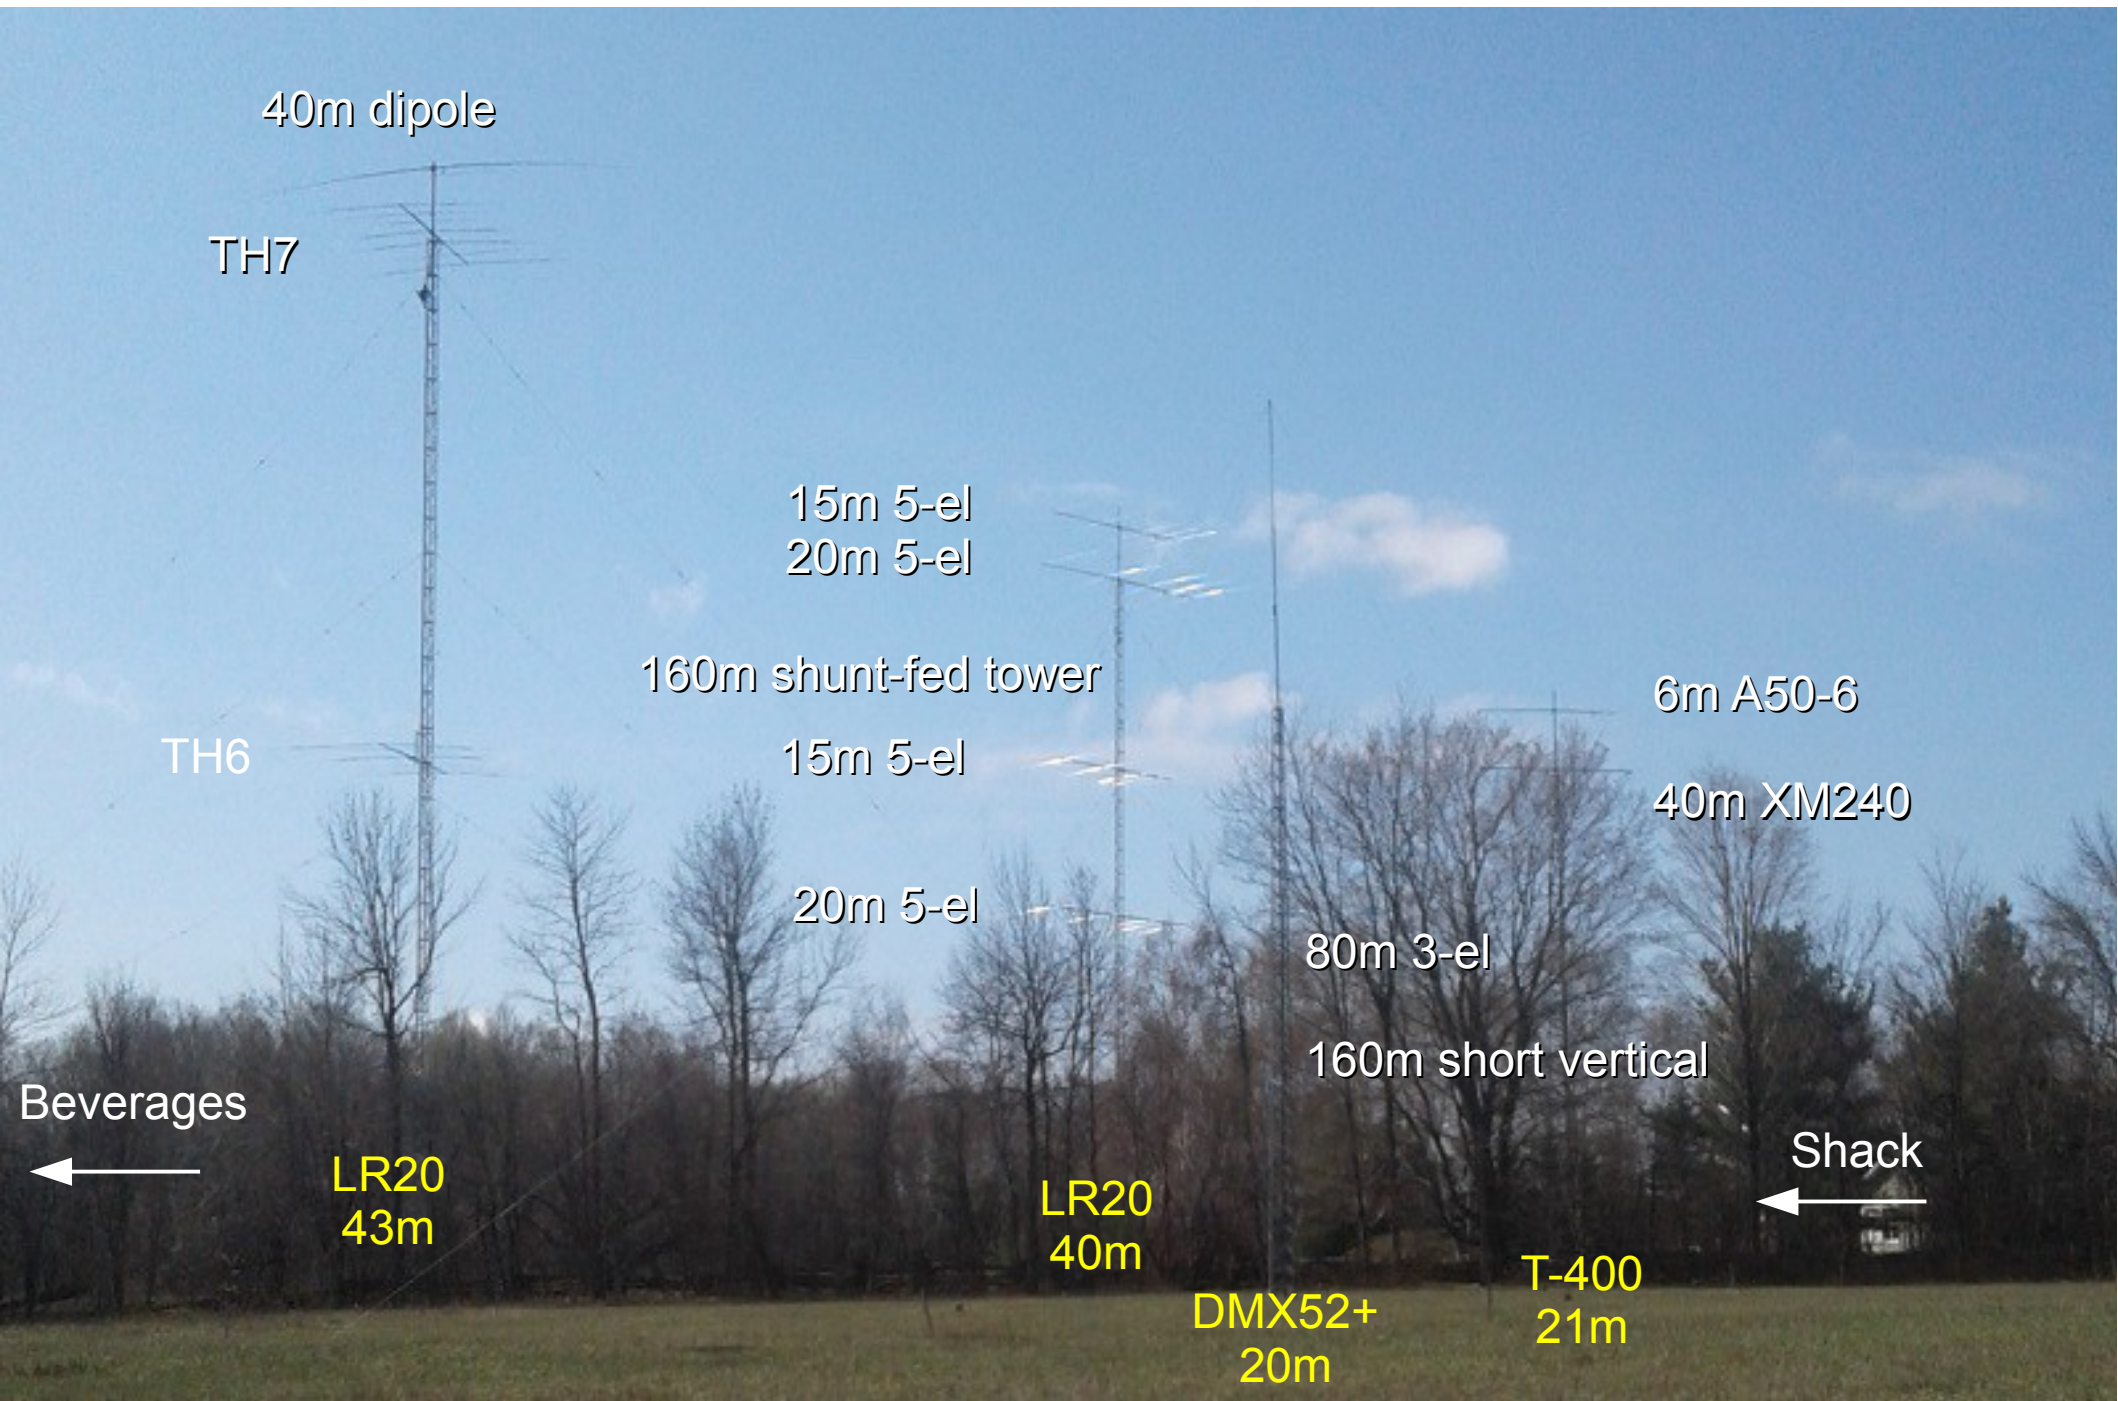 40m dipole
TH7
15m 5-el
20m 5-el
160m shunt-fed tower
6m A50-6
TH6
15m 5-el
40m XM240
20m 5-el
80m 3-el
160m short vertical
Beverages
Shack
LR20
43m
LR20
40m
T-400
21m
DMX52+
20m